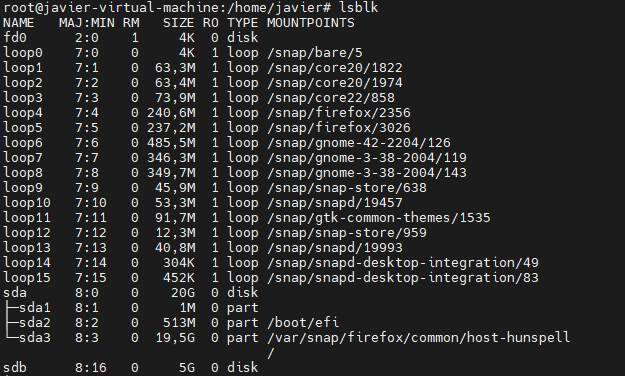 root@javier-virtual-machine:/home/javier# lsblk
NAME   MAJ:MIN RM   SIZE RO TYPE MOUNTPOINTS
fd0      2:0    1     4K  0 disk
loop0    7:0    0     4K  1 loop /snap/bare/5
loop1    7:1    0  63,3M  1 loop /snap/core20/1822
loop2    7:2    0  63,4M  1 loop /snap/core20/1974
loop3    7:3    0  73,9M  1 loop /snap/core22/858
loop4    7:4    0 240,6M  1 loop /snap/firefox/2356
loop5    7:5    0 237,2M  1 loop /snap/firefox/3026
loop6    7:6    0 485,5M  1 loop /snap/gnome-42-2204/126
loop7    7:7    0 346,3M  1 loop /snap/gnome-3-38-2004/119
loop8    7:8    0 349,7M  1 loop /snap/gnome-3-38-2004/143
loop9    7:9    0  45,9M  1 loop /snap/snap-store/638
loop10   7:10   0  53,3M  1 loop /snap/snapd/19457
loop11   7:11   0  91,7M  1 loop /snap/gtk-common-themes/1535
loop12   7:12   0  12,3M  1 loop /snap/snap-store/959
loop13   7:13   0  40,8M  1 loop /snap/snapd/19993
loop14   7:14   0   304K  1 loop /snap/snapd-desktop-integration/49
loop15   7:15   0   452K  1 loop /snap/snapd-desktop-integration/83
sda      8:0    0    20G  0 disk
├─sda1   8:1    0     1M  0 part
├─sda2   8:2    0   513M  0 part /boot/efi
└─sda3   8:3    0  19,5G  0 part /var/snap/firefox/common/host-hunspell
                                 /
sdb      8:16   0     5G  0 disk